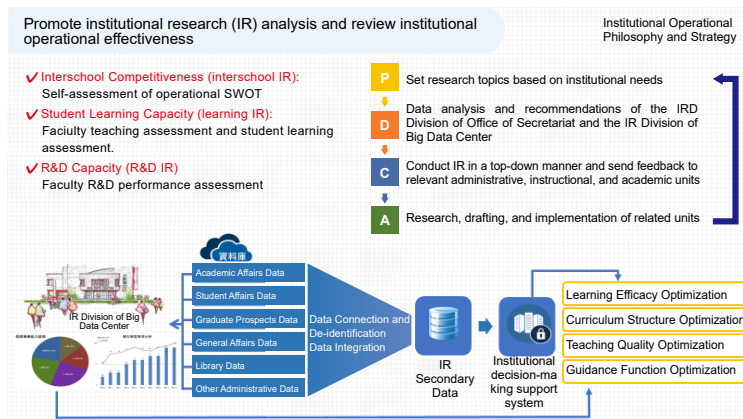 Promote institutional research (IR) analysis and review institutional
operational effectiveness
Institutional Operational
Philosophy and Strategy
✓ Interschool Competitiveness (interschool IR):
Self-assessment of operational SWOT
✓ Student Learning Capacity (learning IR):
Faciulty teaching assessment and student learning
assessment.
✓ R&D Capacity (R&D IR)
Faculty R&D performance assessment
P
Set research topics based on institutional needs
D
Data analysis and recommendations of the IRD
Division of Office of Secretariat and the IR Division of
Big Data Center
C
Conduct IR in a top-down manner and send feedback to
relevant administrative, instructional, and academic units
A
Research, drafting, and implementation of related units
資料庫
IR Division of Big
Data Center
Academic Affairs Data
Student Affairs Data
Graduate Prospects Data
General Affairs Data
Library Data
Other Administrative Data
Data Connection and
De-identification
Data Integration
IR
Secondary
Data
Institutional
decision-ma
king support
system
Learning Efficacy Optimization
Curriculum Structure Optimization
Teaching Quality Optimization
Guidance Function Optimization